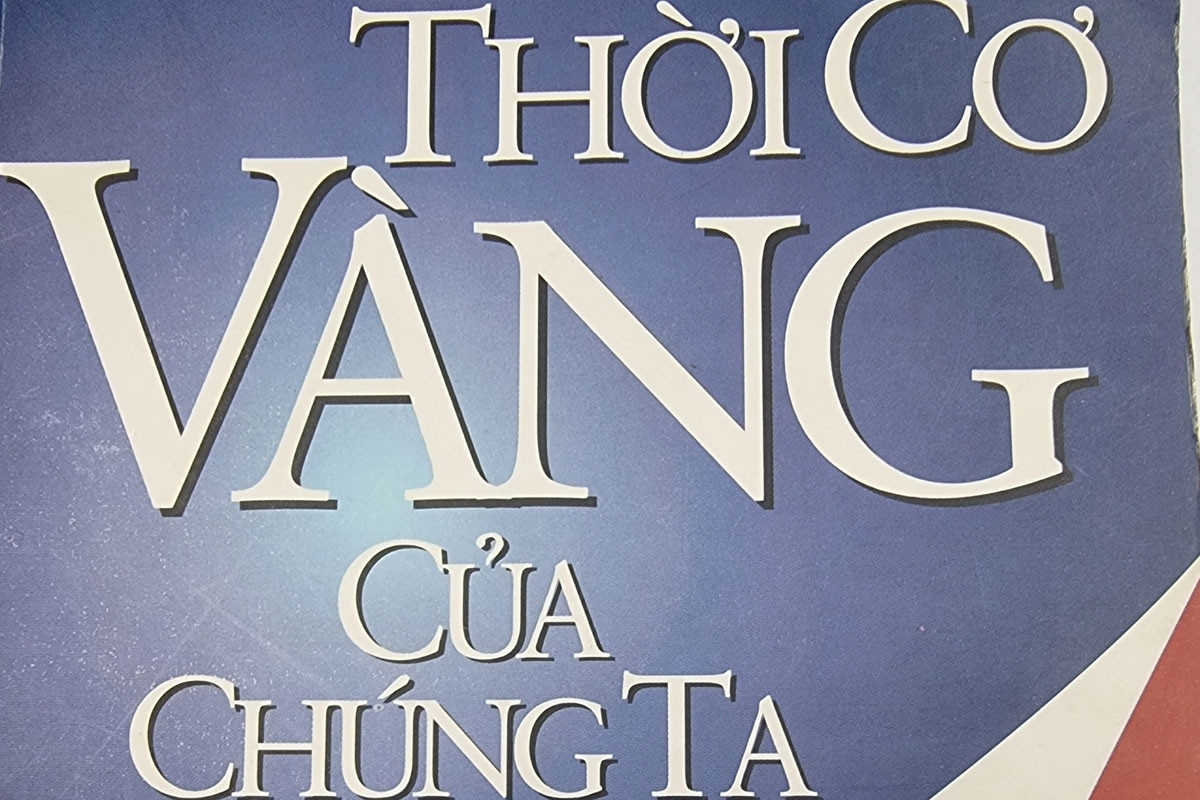 THỜI CƠ
VÀNG
CỦA
CHÚNG TA